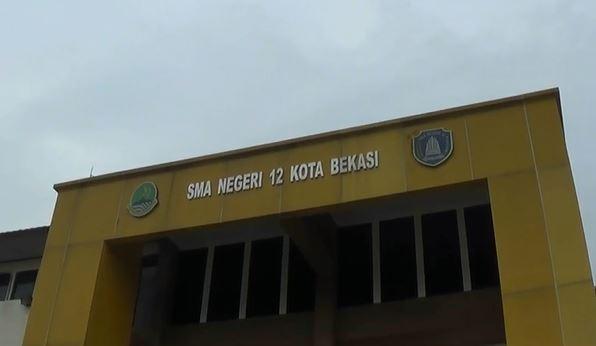 SMA NEGERI 12 KOTA BEKASI